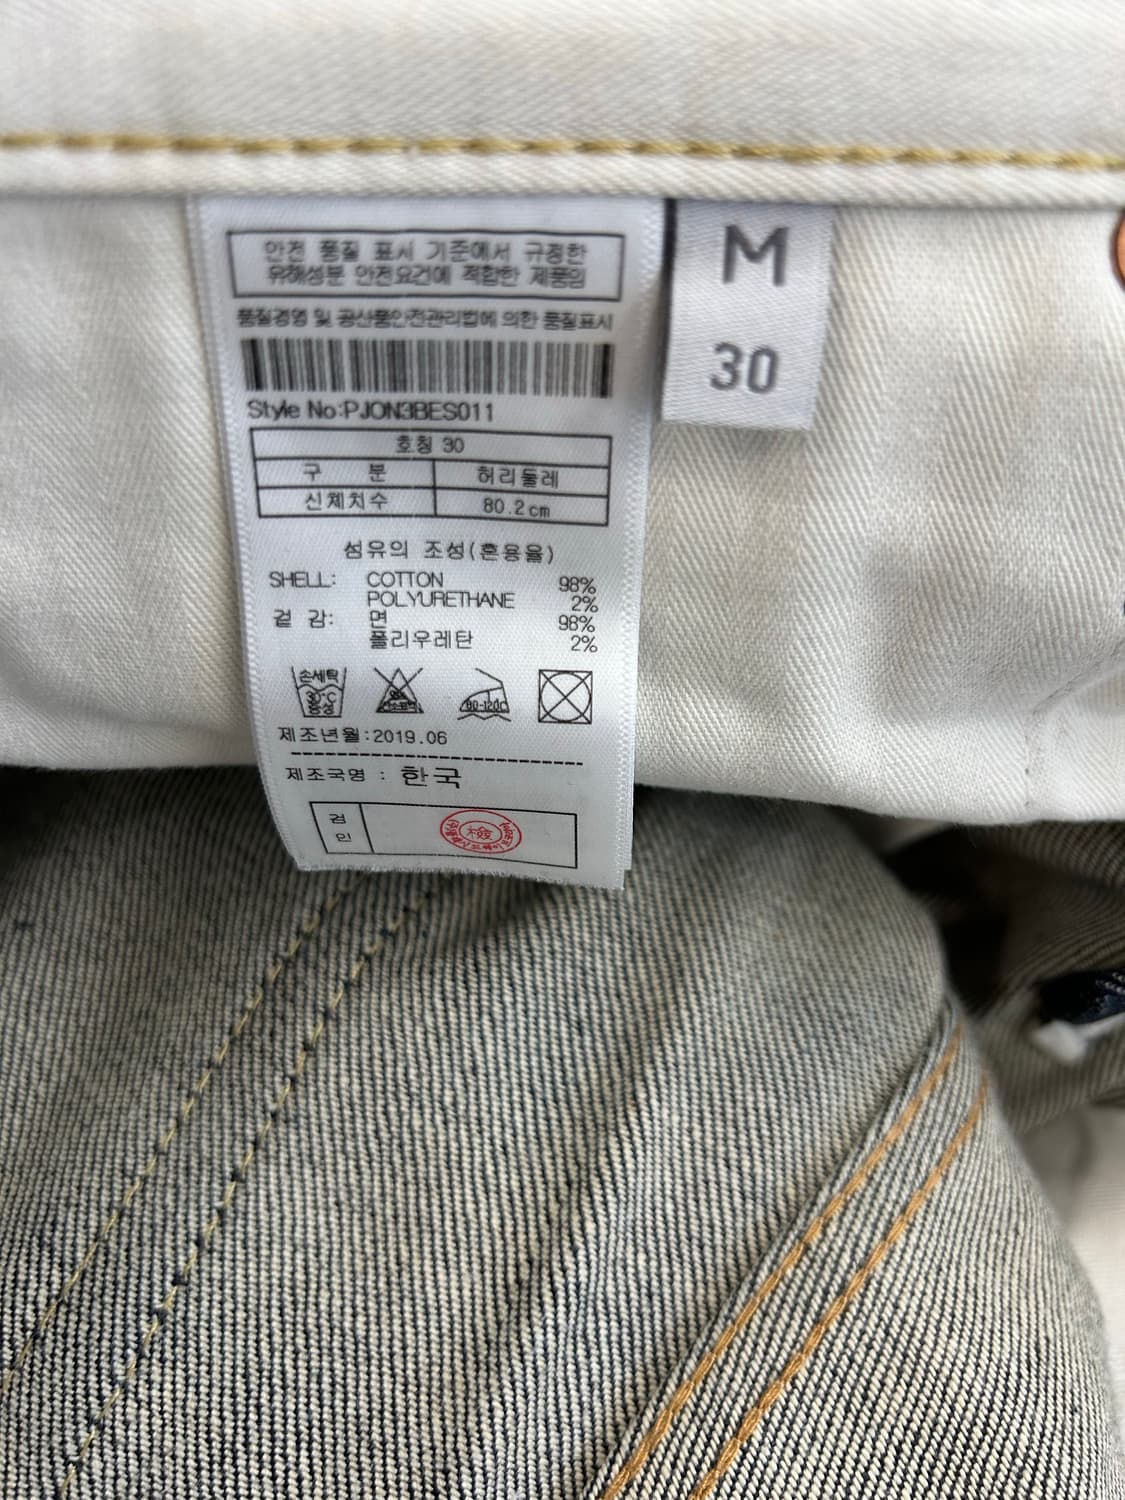 안전 품질 표시 기준에서 규정한
유해성분 안전요건에 적합한 제품임
품질경영 및 공산품안전관리법에 의한 품질표시
Style No:PJON3BES011
호칭 30
구 분 허리둘레
신체치수 80.2cm
섬유의 조성(혼용율)
SHELL: COTTON 98%
POLYURETHANE 2%
겉 감: 면 98%
폴리우레탄 2%
손세탁
80-120C
제조년월:2019.06
제조국명 : 한국
검인
檢
M
30